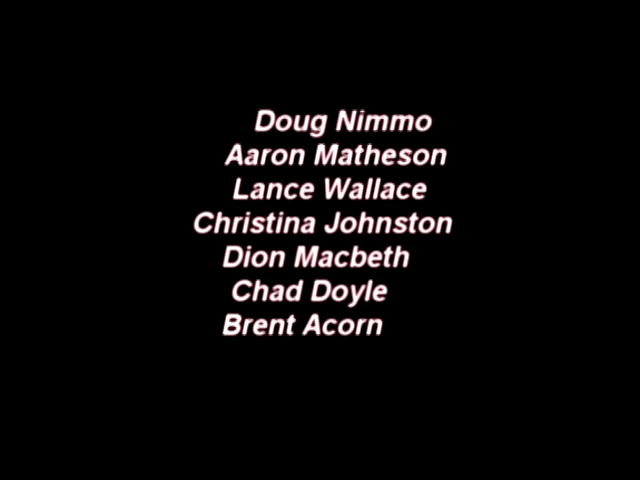 Doug Nimmo
Aaron Matheson
Lance Wallace
Christina Johnston
Dion Macbeth
Chad Doyle
Brent Acorn